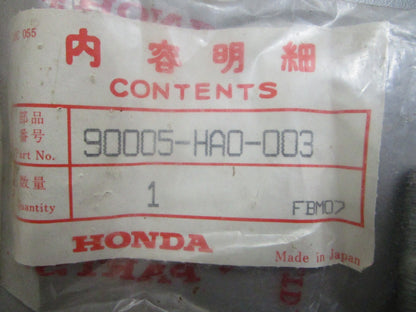 055
内容明細
CONTENTS
部品
番号
Part No.
90005-HA0-003
数量
Quantity
1
FBM07
HONDA
Made in Japan